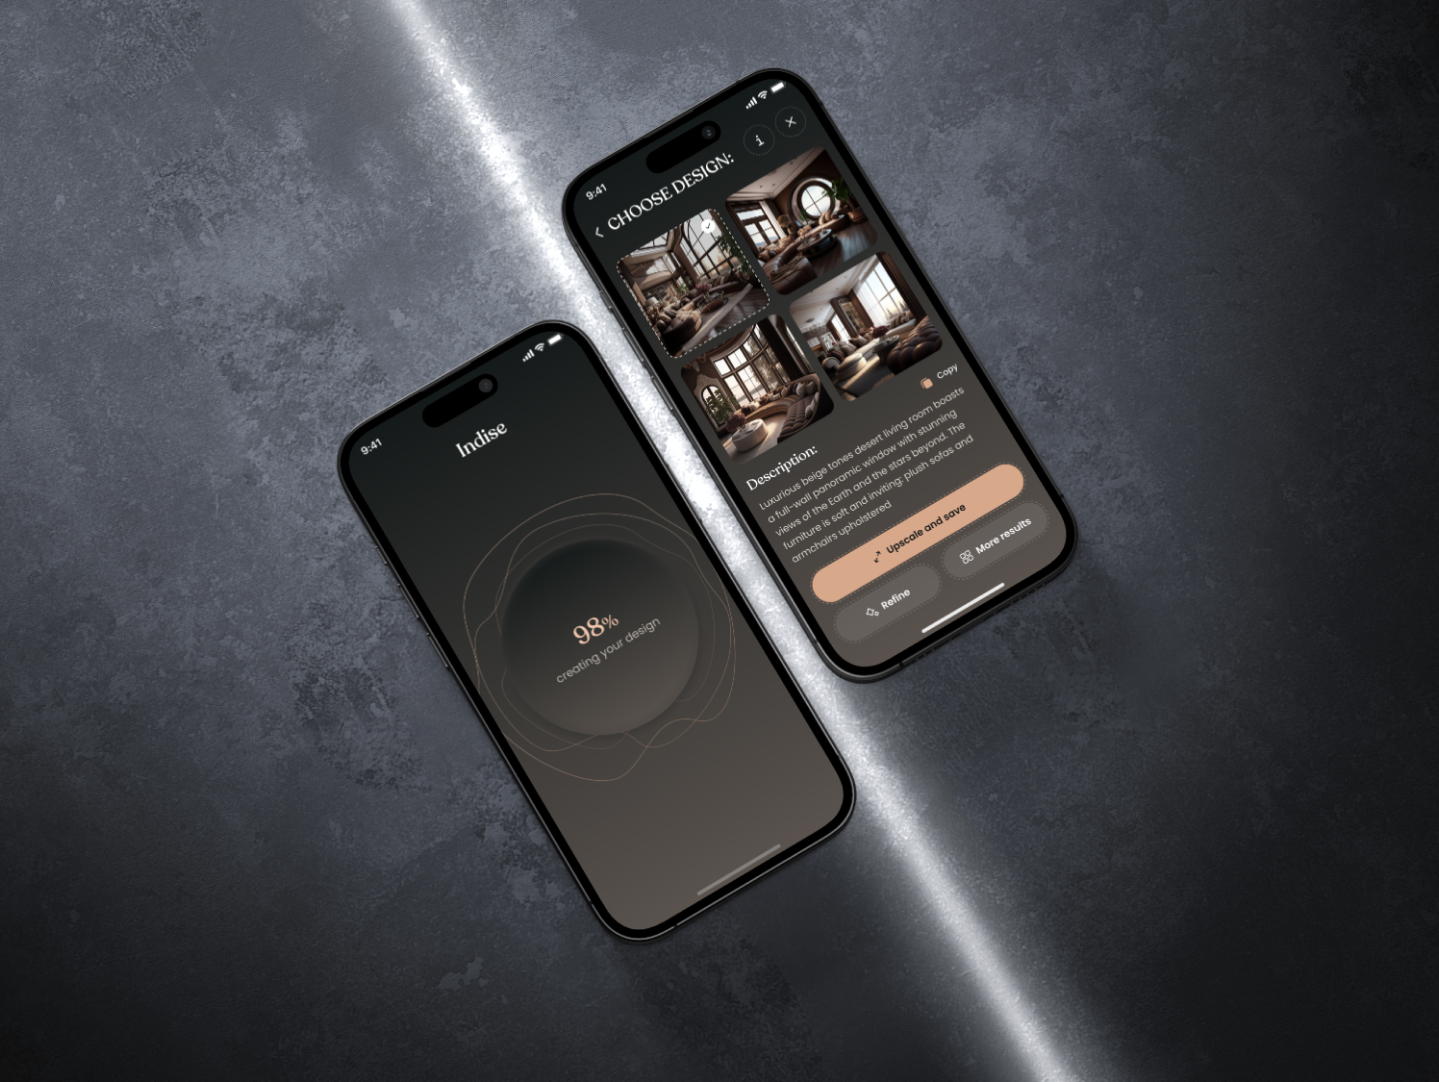 9:41
Indise
98%
creating your design
9:41
CHOOSE DESIGN:
Copy
Description:
Luxurious beige tones desert living room boasts
a full-wall panoramic window with stunning
views of the Earth and the stars beyond. The
furniture is soft and inviting: plush sofas and
armchairs upholstered
Upscale and save
Refine
More results